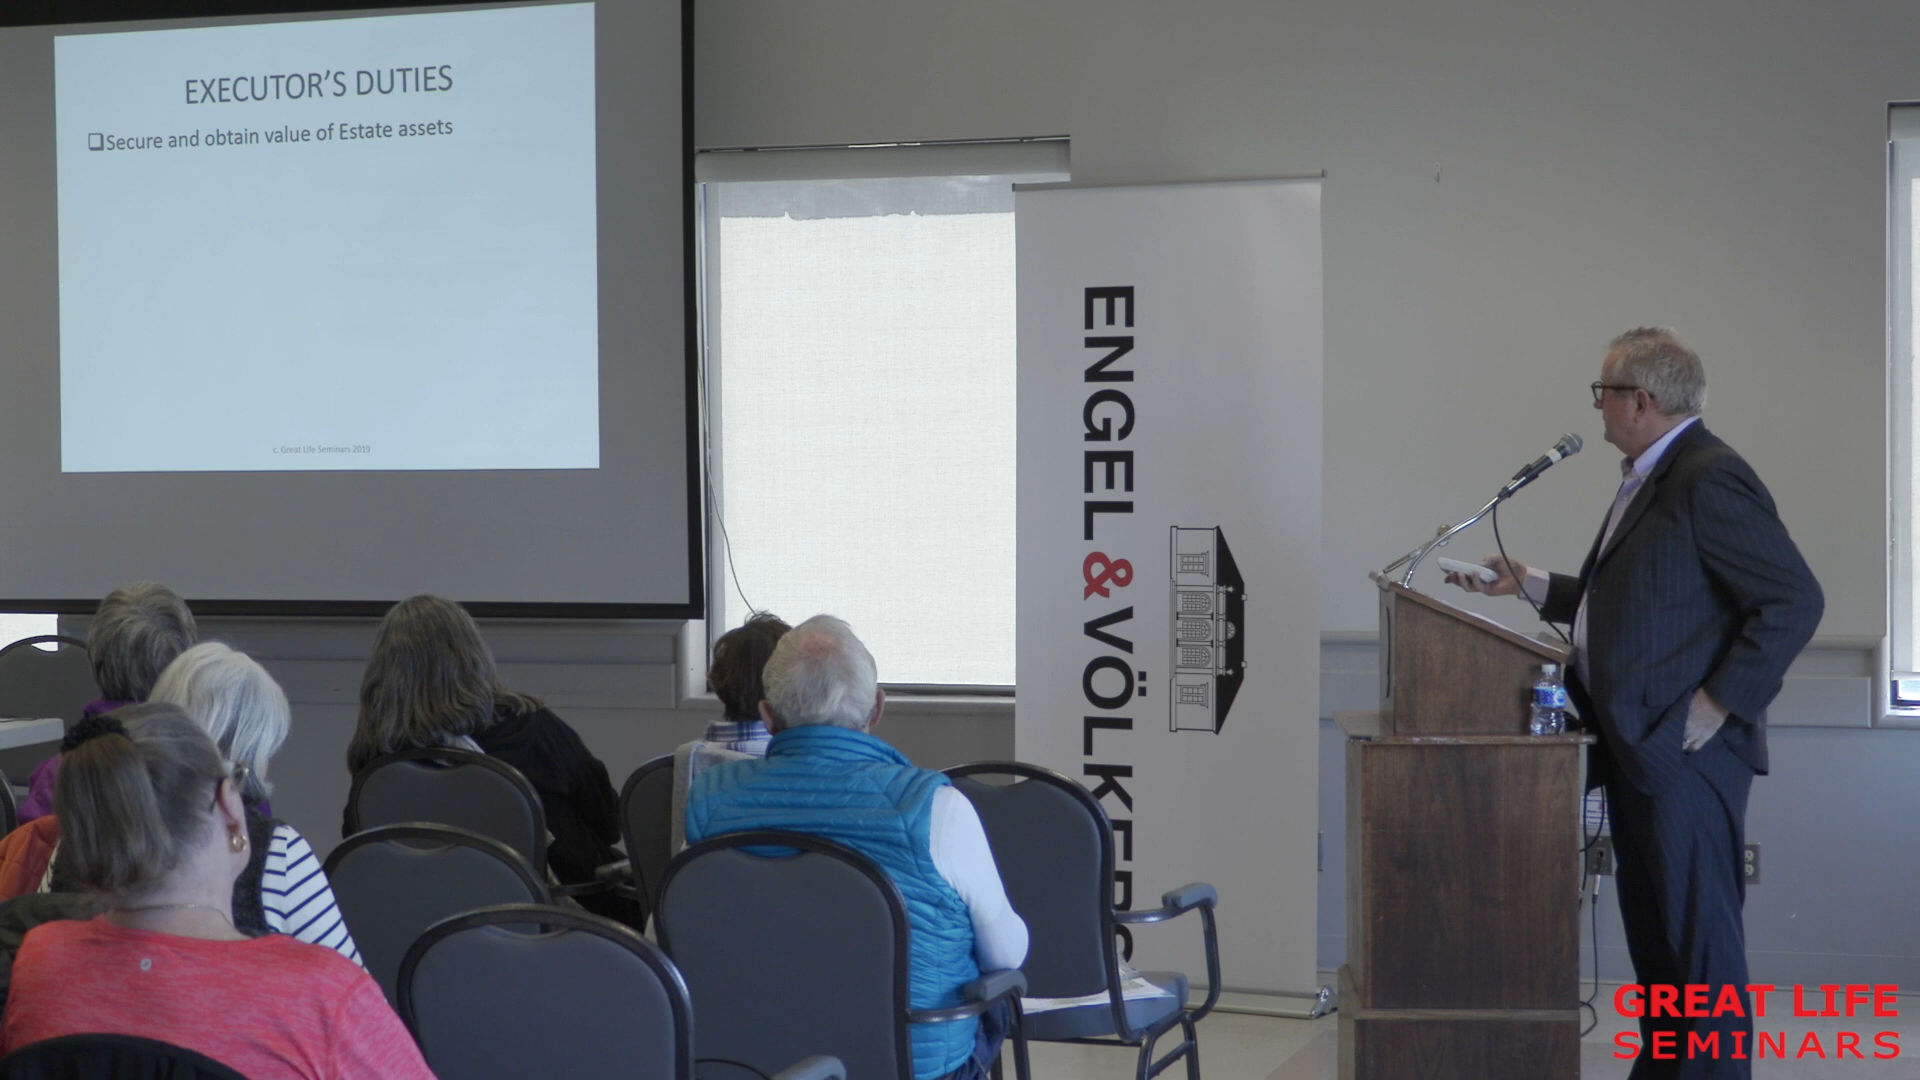 EXECUTOR'S DUTIES
❑Secure and obtain value of Estate assets
c. Great Life Seminars 2019
ENGEL & VÖLKERS
GREAT LIFE
SEMINARS